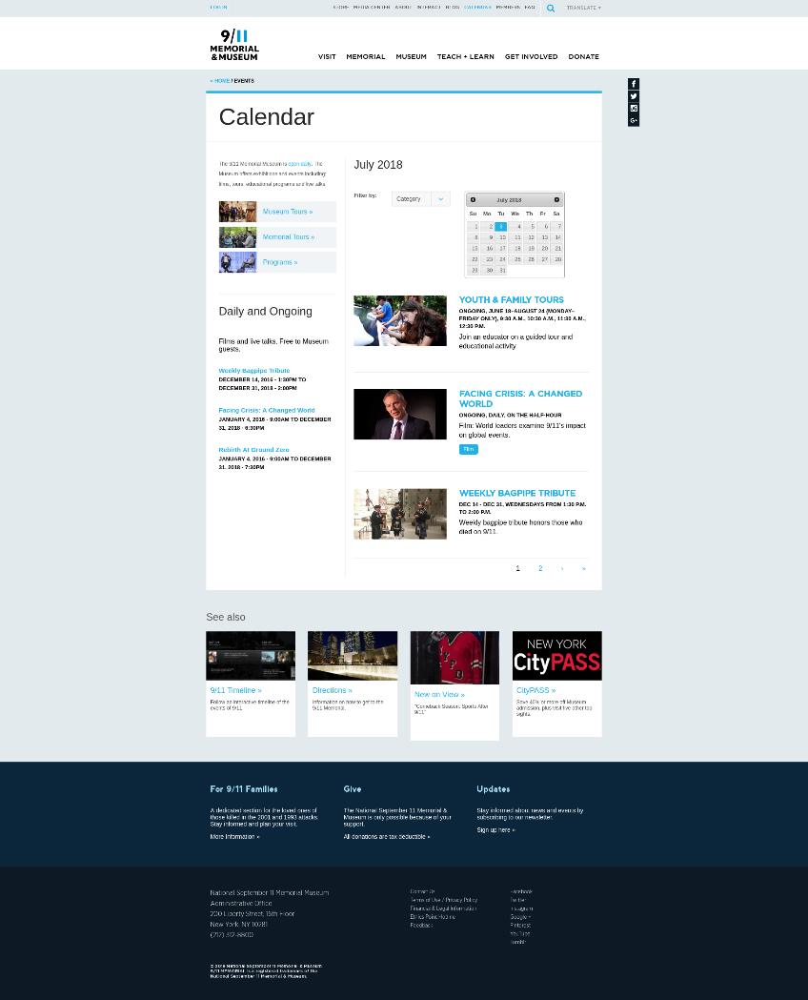 LOG IN
STORE MEDIA CENTER ABOUT INTERACT BLOG CALENDAR MEMBERS FAQ TRANSLATE
9/11
MEMORIAL
& MUSEUM
VISIT MEMORIAL MUSEUM TEACH + LEARN GET INVOLVED DONATE
« HOME / EVENTS
Calendar
The 9/11 Memorial Museum is open daily. The
Museum offers exhibitions and events including:
films, tours, educational programs and live talks.
Museum Tours »
Memorial Tours »
Programs »
Daily and Ongoing
Films and live talks. Free to Museum
guests.
Weekly Bagpipe Tribute
DECEMBER 14, 2016 - 1:30PM TO
DECEMBER 31, 2018 - 2:00PM
Facing Crisis: A Changed World
JANUARY 4, 2016 - 9:00AM TO DECEMBER
31, 2018 - 6:30PM
Rebirth At Ground Zero
JANUARY 4, 2016 - 9:00AM TO DECEMBER
31, 2018 - 7:30PM
July 2018
Filter by:
Category
July 2018
Su Mo Tu We Th Fr Sa
1 2 3 4 5 6 7
8 9 10 11 12 13 14
15 16 17 18 19 20 21
22 23 24 25 26 27 28
29 30 31
YOUTH & FAMILY TOURS
ONGOING, JUNE 18–AUGUST 24 (MONDAY–
FRIDAY ONLY), 9:30 A.M., 10:30 A.M., 11:30 A.M.,
12:30 P.M.
Join an educator on a guided tour and
educational activity
FACING CRISIS: A CHANGED
WORLD
ONGOING, DAILY, ON THE HALF-HOUR
Film: World leaders examine 9/11's impact
on global events.
Film
WEEKLY BAGPIPE TRIBUTE
DEC 14 - DEC 31, WEDNESDAYS FROM 1:30 P.M.
TO 2:00 P.M.
Weekly bagpipe tribute honors those who
died on 9/11.
1 2 › »
See also
9/11 Timeline »
Follow an interactive timeline of the
events of 9/11.
Directions »
Information on how to get to the
9/11 Memorial.
New on View »
"Comeback Season: Sports After
9/11"
NEW YORK
CityPASS
CityPASS »
Save 40% or more off Museum
admission, plus visit five other top
sights.
For 9/11 Families
A dedicated section for the loved ones of
those killed in the 2001 and 1993 attacks.
Stay informed and plan your visit.
More Information »
Give
The National September 11 Memorial &
Museum is only possible because of your
support.
All donations are tax deductible »
Updates
Stay informed about news and events by
subscribing to our newsletter.
Sign up here »
National September 11 Memorial Museum
Administrative Office
200 Liberty Street, 16th Floor
New York, NY 10281
(212) 312-8800
© 2018 National September 11 Memorial & Museum.
9/11 MEMORIAL is a registered trademark of the
National September 11 Memorial & Museum.
Contact Us
Terms of Use / Privacy Policy
Financial & Legal Information
Ethics Point Hotline
Feedback
Facebook
Twitter
Instagram
Google +
Pinterest
YouTube
Tumblr